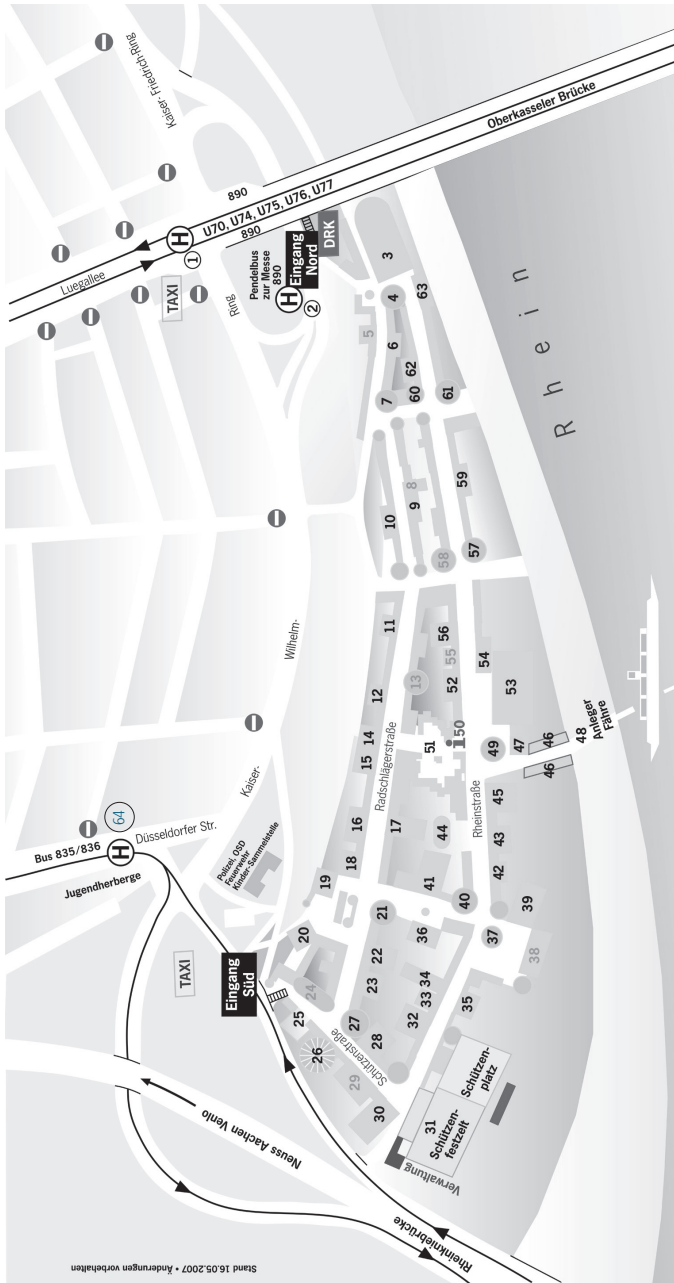 Kaiser-Friedrich-Ring
Oberkasseler Brücke
890
U70, U74, U75, U76, U77
890
Luegallee
H
1
TAXI
Ring
Pendelbus
zur Messe
890
H
2
Eingang
Nord
DRK
3
4
5
6
7
62
60
63
61
Rhein
8
9
10
59
58
57
Wilhelm-
Kaiser-
11
12
13
14
15
16
17
18
19
Radschlägerstraße
56
55
52
54
53
51
50
49
47
46
46
48
Anleger
Fähre
Rheinstraße
45
44
43
42
41
40
39
38
37
36
35
34
33
32
Bus 835/836
H
64
Düsseldorfer Str.
Jugendherberge
Polizei, OSD
Feuerwehr
Kinder-Sammelstelle
TAXI
Eingang
Süd
20
21
22
23
24
25
26
27
28
29
30
Schützenstraße
31
Schützen-
festzelt
Schützen-
platz
Verwaltung
Neuss Aachen Venlo
Rheinkniebrücke
Stand 16.05.2007 • Änderungen vorbehalten